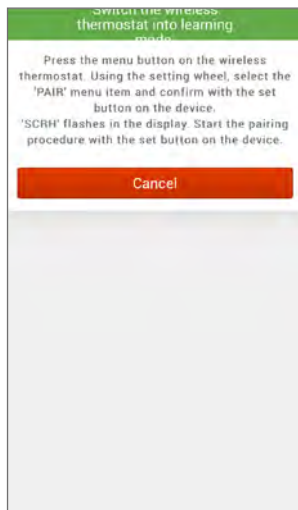 Switch the wireless
thermostat into learning
mode
Press the menu button on the wireless
thermostat. Using the setting wheel, select the
'PAIR' menu item and confirm with the set
button on the device.
'SCRH' flashes in the display. Start the pairing
procedure with the set button on the device.
Cancel